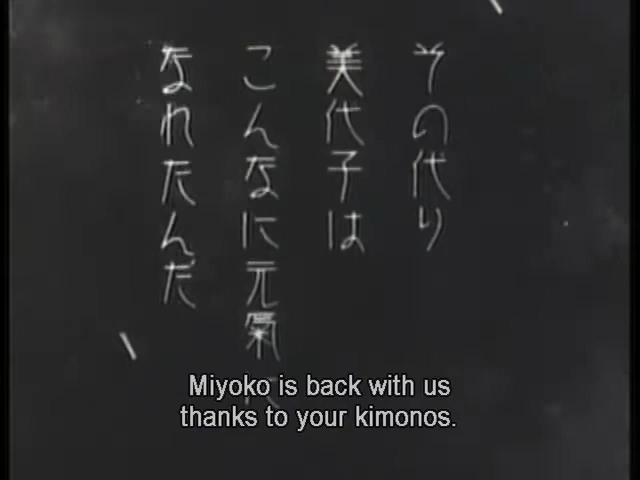 その代り
美代子は
こんなに元氣に
なれたんだ
Miyoko is back with us
thanks to your kimonos.